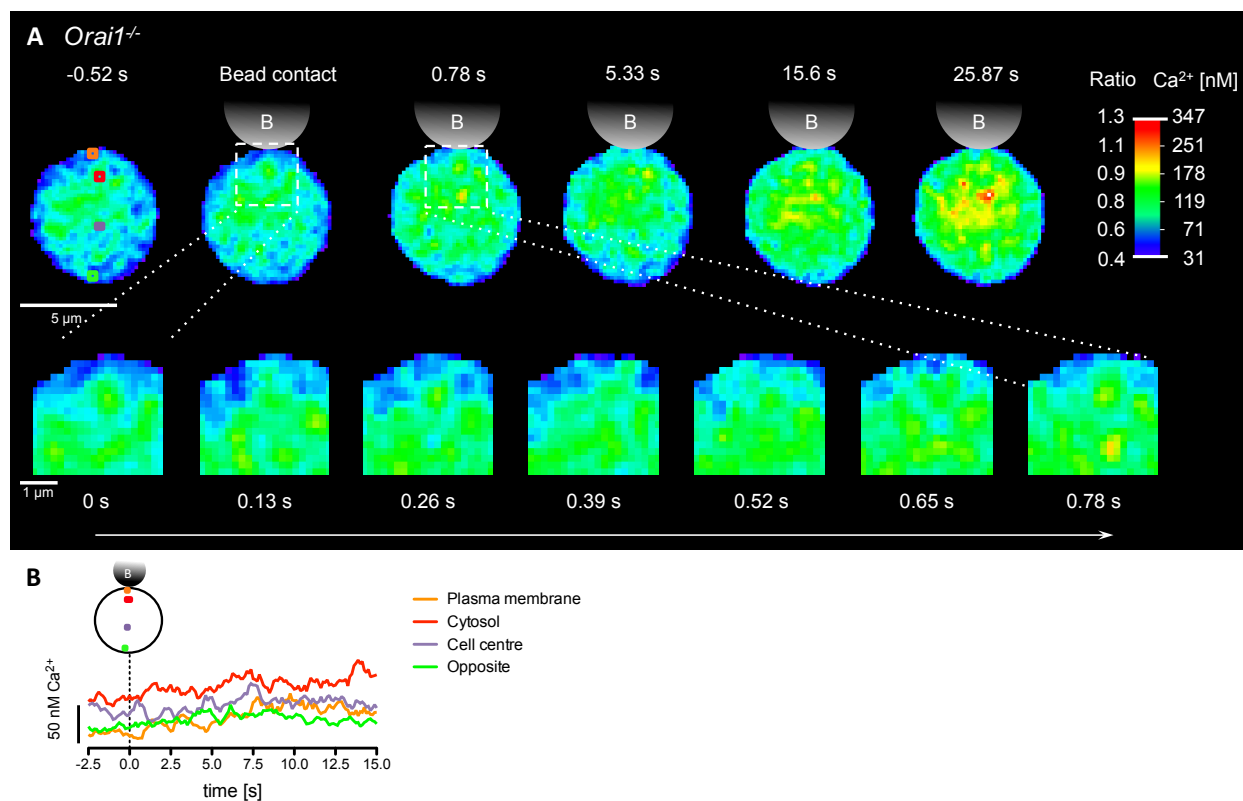 A Orai1-/-
-0.52 s Bead contact 0.78 s 5.33 s 15.6 s 25.87 s
Ratio Ca²⁺ [nM]
B B B B B
1.3 347
1.1 251
0.9 178
0.8 119
0.6 71
0.4 31
5 µm
1 µm
0 s 0.13 s 0.26 s 0.39 s 0.52 s 0.65 s 0.78 s
B
B
Plasma membrane
Cytosol
Cell centre
Opposite
50 nM Ca²⁺
-2.5 0.0 2.5 5.0 7.5 10.0 12.5 15.0
time [s]